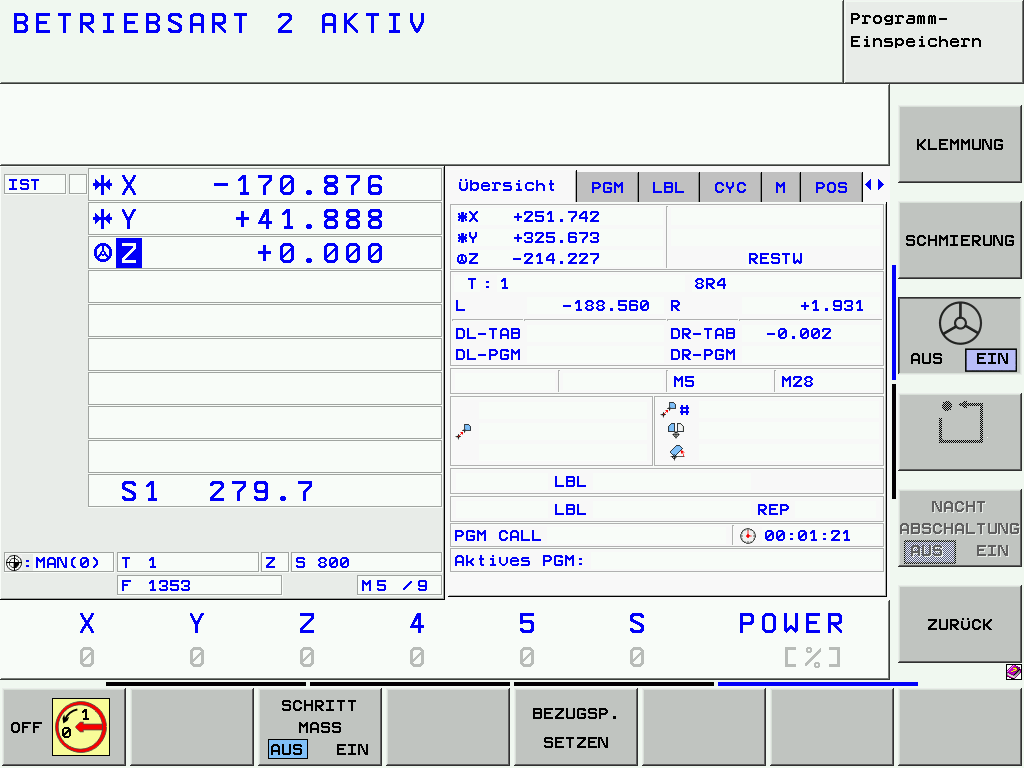 BETRIEBSART 2 AKTIV
Programm-
Einspeichern
IST
X -170.876
Y +41.888
Z +0.000
S1 279.7
:MAN(0) T 1 Z S 800
F 1353 M5 /9
Übersicht PGM LBL CYC M POS
*X +251.742
*Y +325.673
Z -214.227 RESTW
T : 1 8R4
L -188.560 R +1.931
DL-TAB DR-TAB -0.002
DL-PGM DR-PGM
M5 M28
#
LBL
LBL REP
PGM CALL 00:01:21
Aktives PGM:
X Y Z 4 5 S POWER
0 0 0 0 0 0 [%]
KLEMMUNG
SCHMIERUNG
AUS EIN
NACHT
ABSCHALTUNG
AUS EIN
ZURÜCK
OFF 0 1
SCHRITT
MASS
AUS EIN
BEZUGSP.
SETZEN